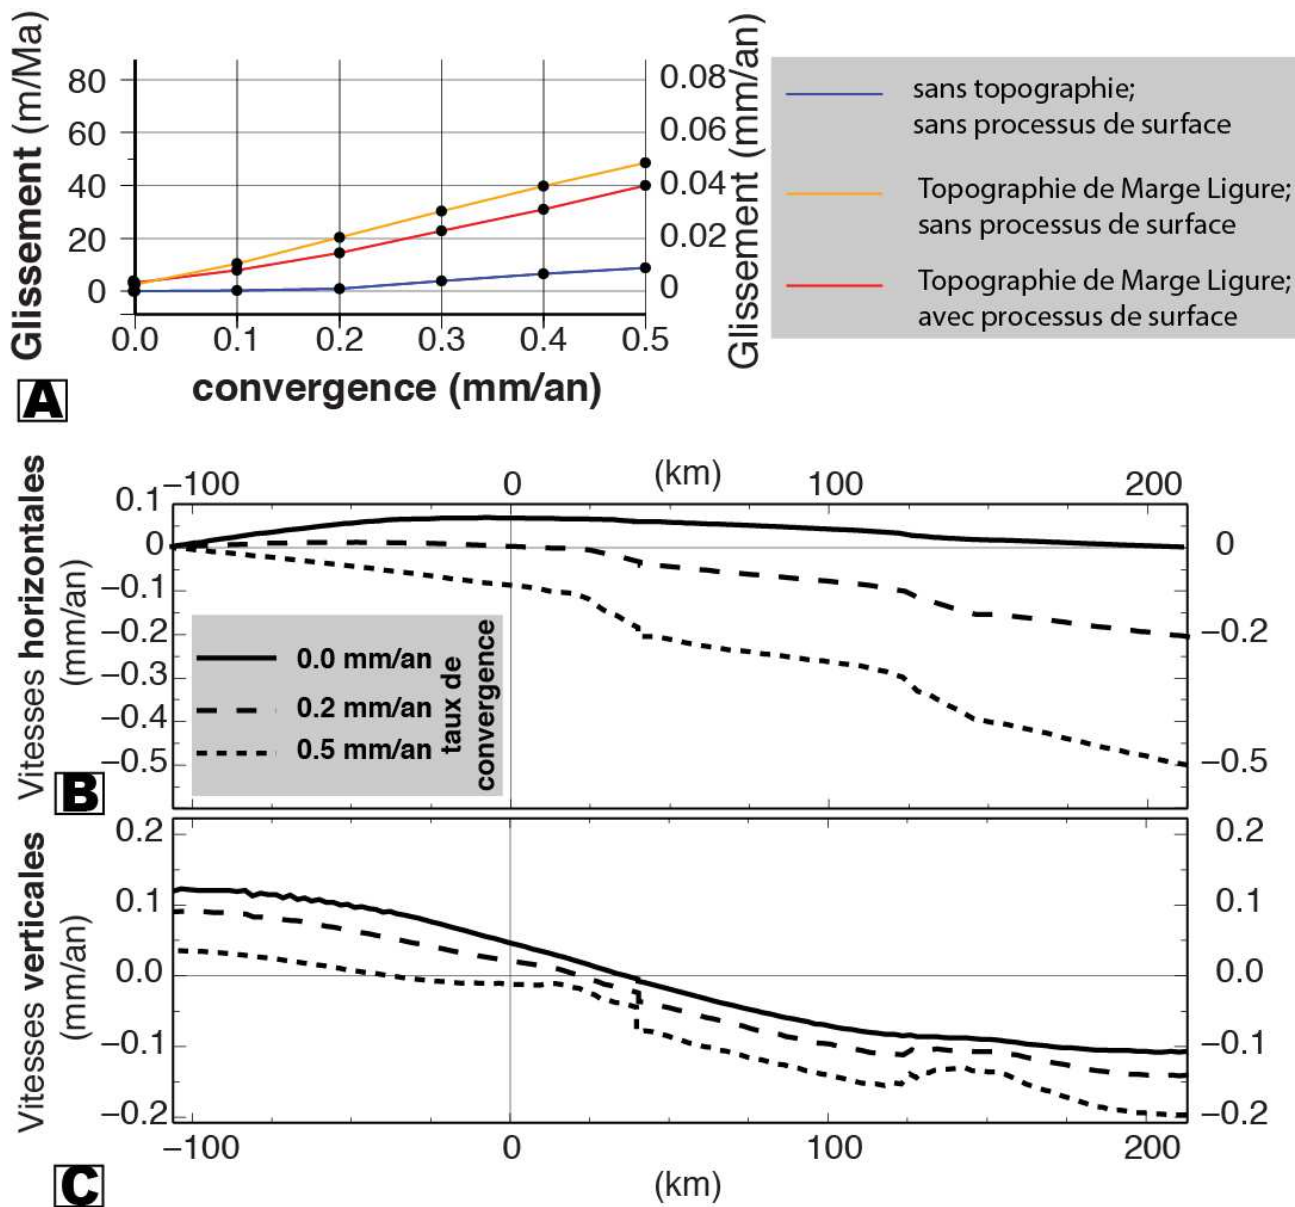 Glissement (m/Ma)
80
60
40
20
0
0.08
0.06
0.04
0.02
0
Glissement (mm/an)
0.0 0.1 0.2 0.3 0.4 0.5
convergence (mm/an)
A
sans topographie;
sans processus de surface
Topographie de Marge Ligure;
sans processus de surface
Topographie de Marge Ligure;
avec processus de surface
−100 0 (km) 100 200
Vitesses horizontales
(mm/an)
0.1
0
−0.1
−0.2
−0.3
−0.4
−0.5
0
−0.2
−0.5
0.0 mm/an
0.2 mm/an
0.5 mm/an
taux de
convergence
B
Vitesses verticales
(mm/an)
0.2
0.1
0.0
−0.1
−0.2
0.2
0.1
0.0
−0.1
−0.2
−100 0 100 200
(km)
C